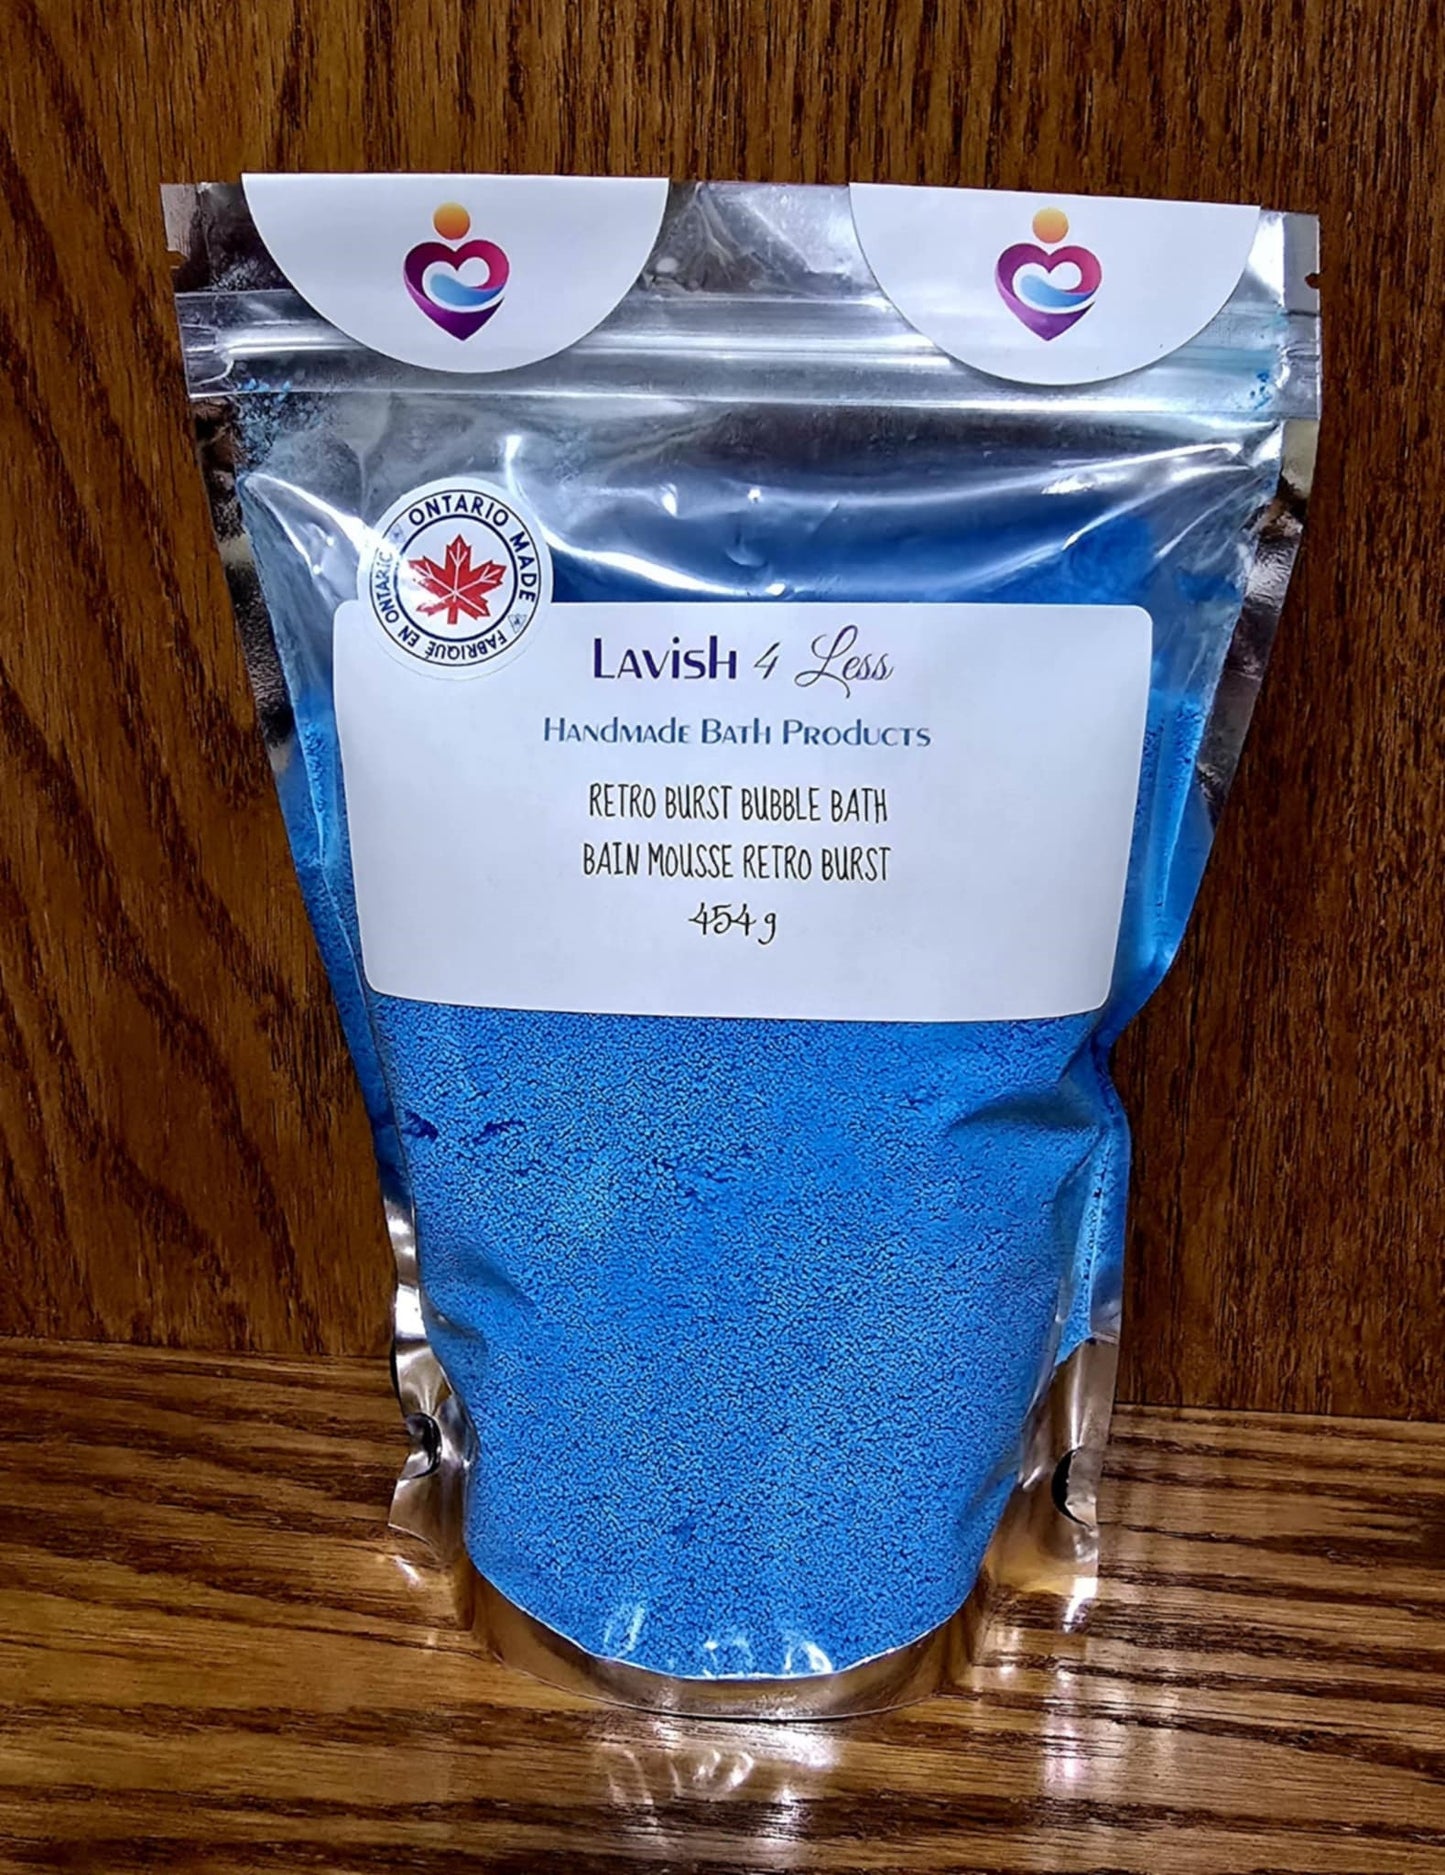 ONTARIO MADE
FABRIQUÉ EN ONTARIO
Lavish 4 Less
Handmade Bath Products
RETRO BURST BUBBLE BATH
BAIN MOUSSE RETRO BURST
454 g